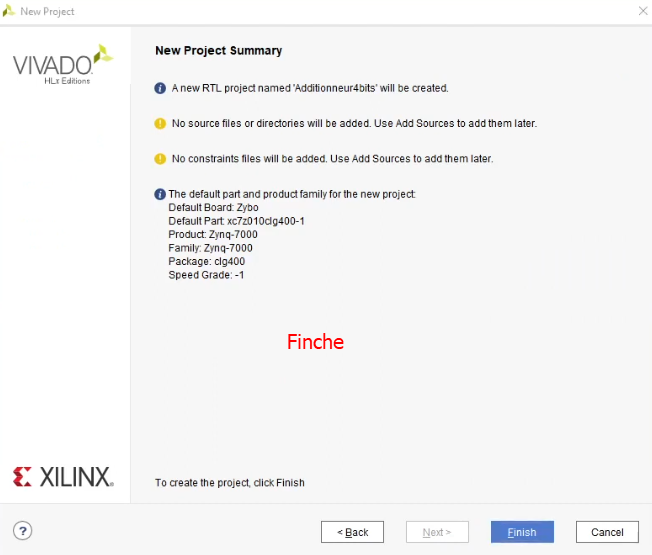 New Project
VIVADO
HLx Editions
New Project Summary
A new RTL project named 'Additionneur4bits' will be created.
No source files or directories will be added. Use Add Sources to add them later.
No constraints files will be added. Use Add Sources to add them later.
The default part and product family for the new project:
Default Board: Zybo
Default Part: xc7z010clg400-1
Product: Zynq-7000
Family: Zynq-7000
Package: clg400
Speed Grade: -1
Finche
XILINX
To create the project, click Finish
?
< Back
Next >
Finish
Cancel